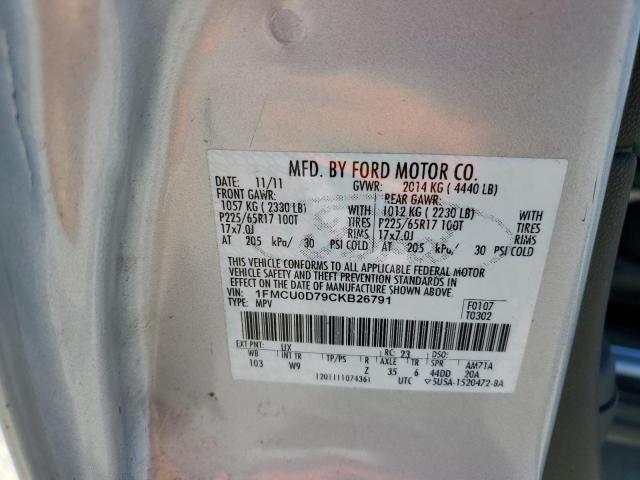 MFD. BY FORD MOTOR CO.
DATE: 11/11 GVWR: 2014 KG ( 4440 LB)
FRONT GAWR: REAR GAWR:
1057 KG ( 2330 LB) WITH 1012 KG ( 2230 LB) WITH
P225/65R17 100T TIRES P225/65R17 100T TIRES
17x7.0J RIMS 17x7.0J RIMS
AT 205 kPa/ 30 PSI COLD AT 205 kPa/ 30 PSI COLD
THIS VEHICLE CONFORMS TO ALL APPLICABLE FEDERAL MOTOR
VEHICLE SAFETY AND THEFT PREVENTION STANDARDS IN
EFFECT ON THE DATE OF MANUFACTURE SHOWN ABOVE.
VIN: 1FMCU0D79CKB26791 F0107
TYPE: MPV T0302
EXT PNT: UX RC: 23 DSO:
WB INT TR TP/PS R AXLE TR SPR AM71A
103 W9 Z 35 6 44DD 20A
1201111074361 UTC 5U5A-1520472-BA